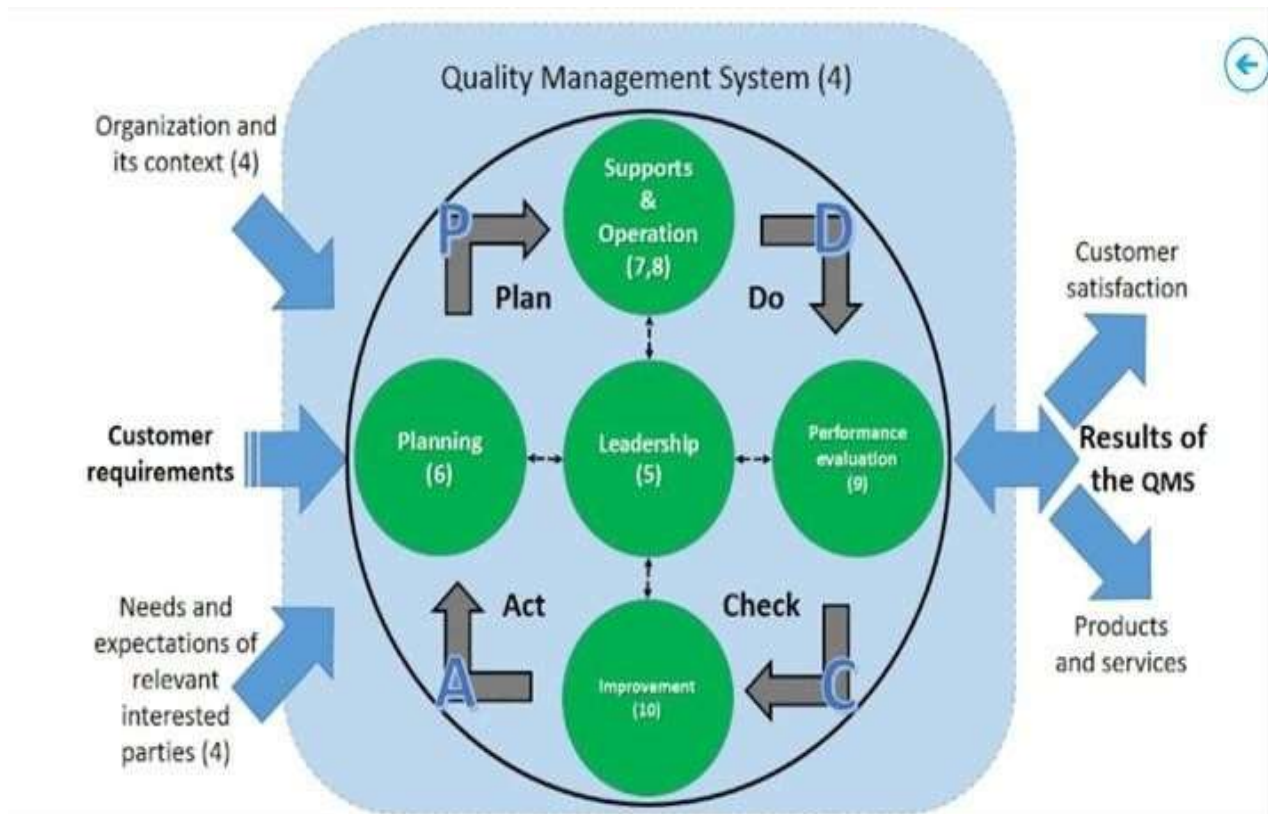 Quality Management System (4)
Organization and
its context (4)
Supports
&
Operation
(7,8)
P
D
Plan
Do
Customer
satisfaction
Customer
requirements
Planning
(6)
Leadership
(5)
Performance
evaluation
(9)
Results of
the QMS
Act
Check
Needs and
expectations of
relevant
interested
parties (4)
A
Improvement
(10)
C
Products
and services